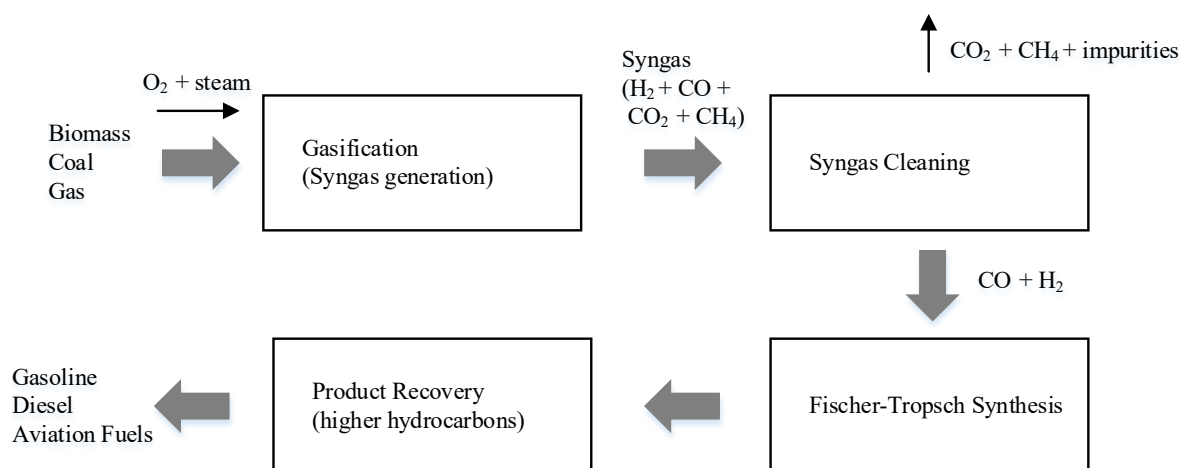 O₂ + steam
Biomass
Coal
Gas
Gasification
(Syngas generation)
Syngas
(H₂ + CO +
CO₂ + CH₄)
CO₂ + CH₄ + impurities
Syngas Cleaning
CO + H₂
Fischer-Tropsch Synthesis
Product Recovery
(higher hydrocarbons)
Gasoline
Diesel
Aviation Fuels